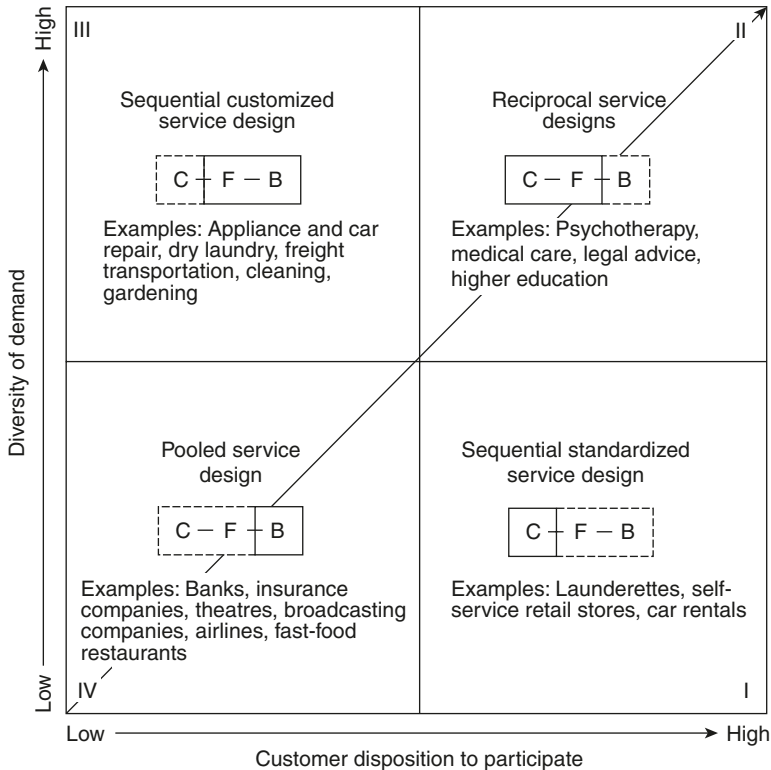 High
Diversity of demand
Low
III
Sequential customized
service design
C – F – B
Examples: Appliance and car
repair, dry laundry, freight
transportation, cleaning,
gardening
II
Reciprocal service
designs
C – F – B
Examples: Psychotherapy,
medical care, legal advice,
higher education
Pooled service
design
C – F – B
Examples: Banks, insurance
companies, theatres, broadcasting
companies, airlines, fast-food
restaurants
IV
Sequential standardized
service design
C – F – B
Examples: Launderettes, self-
service retail stores, car rentals
I
Low
High
Customer disposition to participate